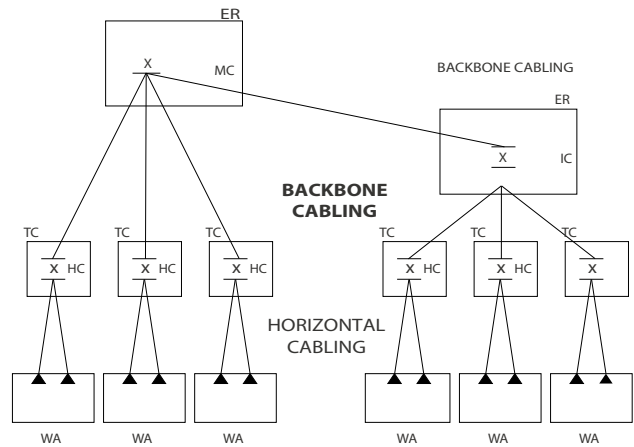 ER
X
MC
BACKBONE CABLING
ER
X
IC
BACKBONE
CABLING
TC TC TC TC TC TC
X HC X HC X HC X HC X HC X
HORIZONTAL
CABLING
WA WA WA WA WA WA